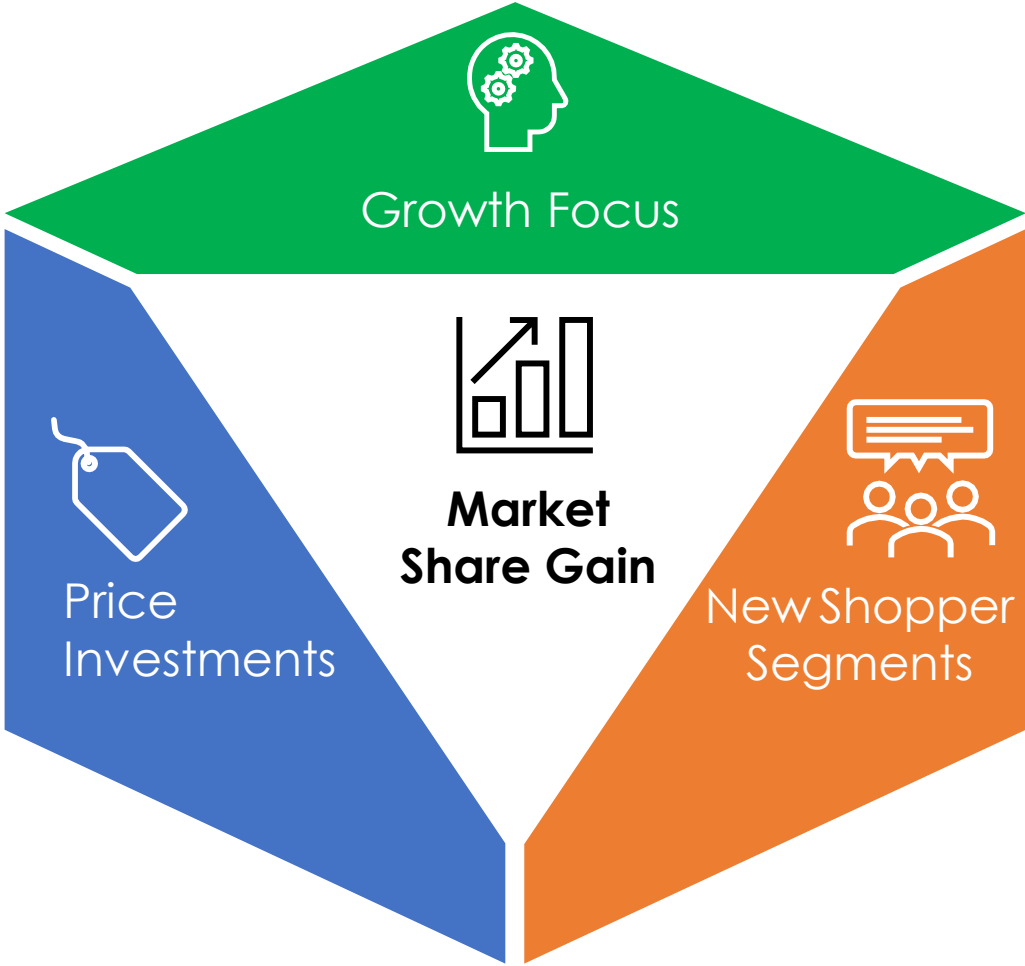 Growth Focus
Market
Share Gain
Price
Investments
New Shopper
Segments